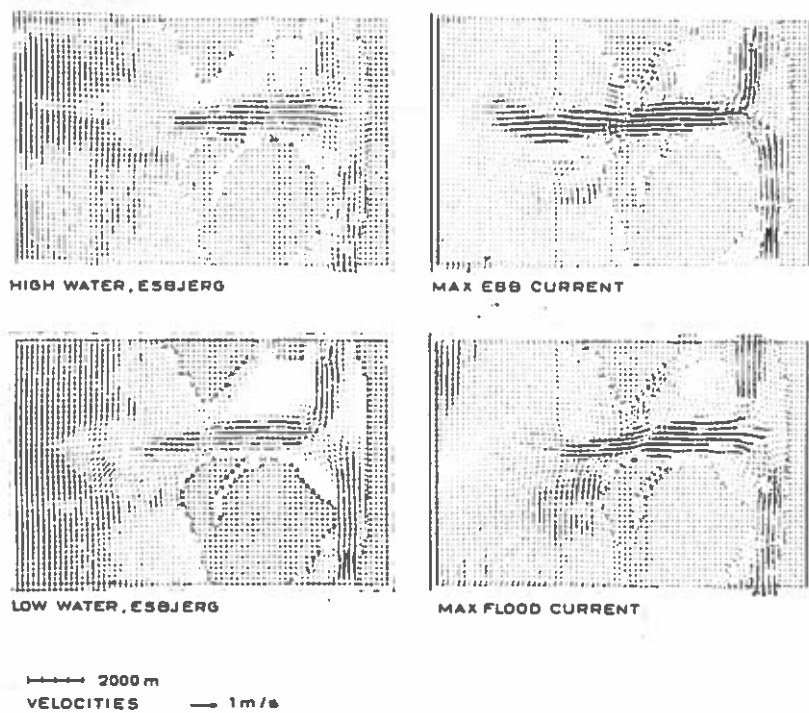 HIGH WATER, ESBJERG
MAX EBB CURRENT
LOW WATER, ESBJERG
MAX FLOOD CURRENT
2000 m
VELOCITIES → 1 m/s